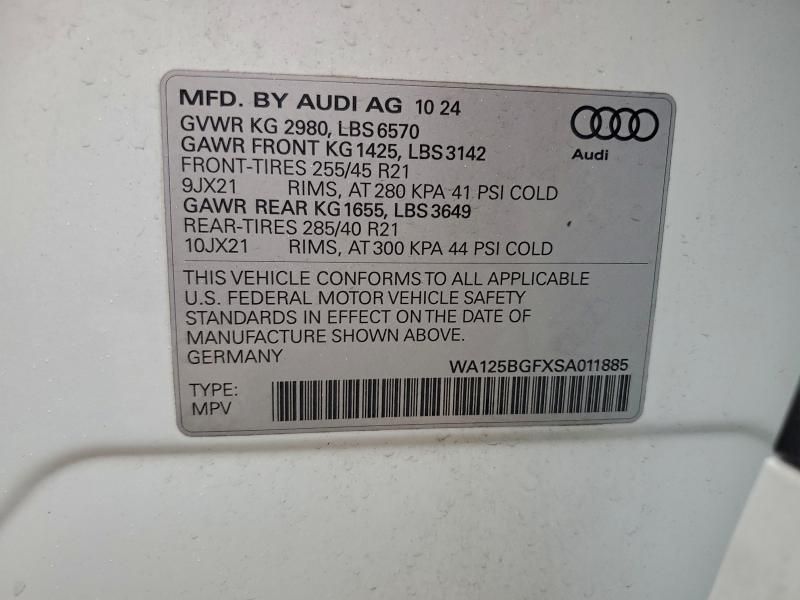 MFD. BY AUDI AG 10 24
GVWR KG 2980, LBS 6570
GAWR FRONT KG 1425, LBS 3142
FRONT-TIRES 255/45 R21
9JX21 RIMS, AT 280 KPA 41 PSI COLD
GAWR REAR KG 1655, LBS 3649
REAR-TIRES 285/40 R21
10JX21 RIMS, AT 300 KPA 44 PSI COLD
Audi
THIS VEHICLE CONFORMS TO ALL APPLICABLE
U.S. FEDERAL MOTOR VEHICLE SAFETY
STANDARDS IN EFFECT ON THE DATE OF
MANUFACTURE SHOWN ABOVE.
GERMANY
WA125BGFXSA011885
TYPE:
MPV